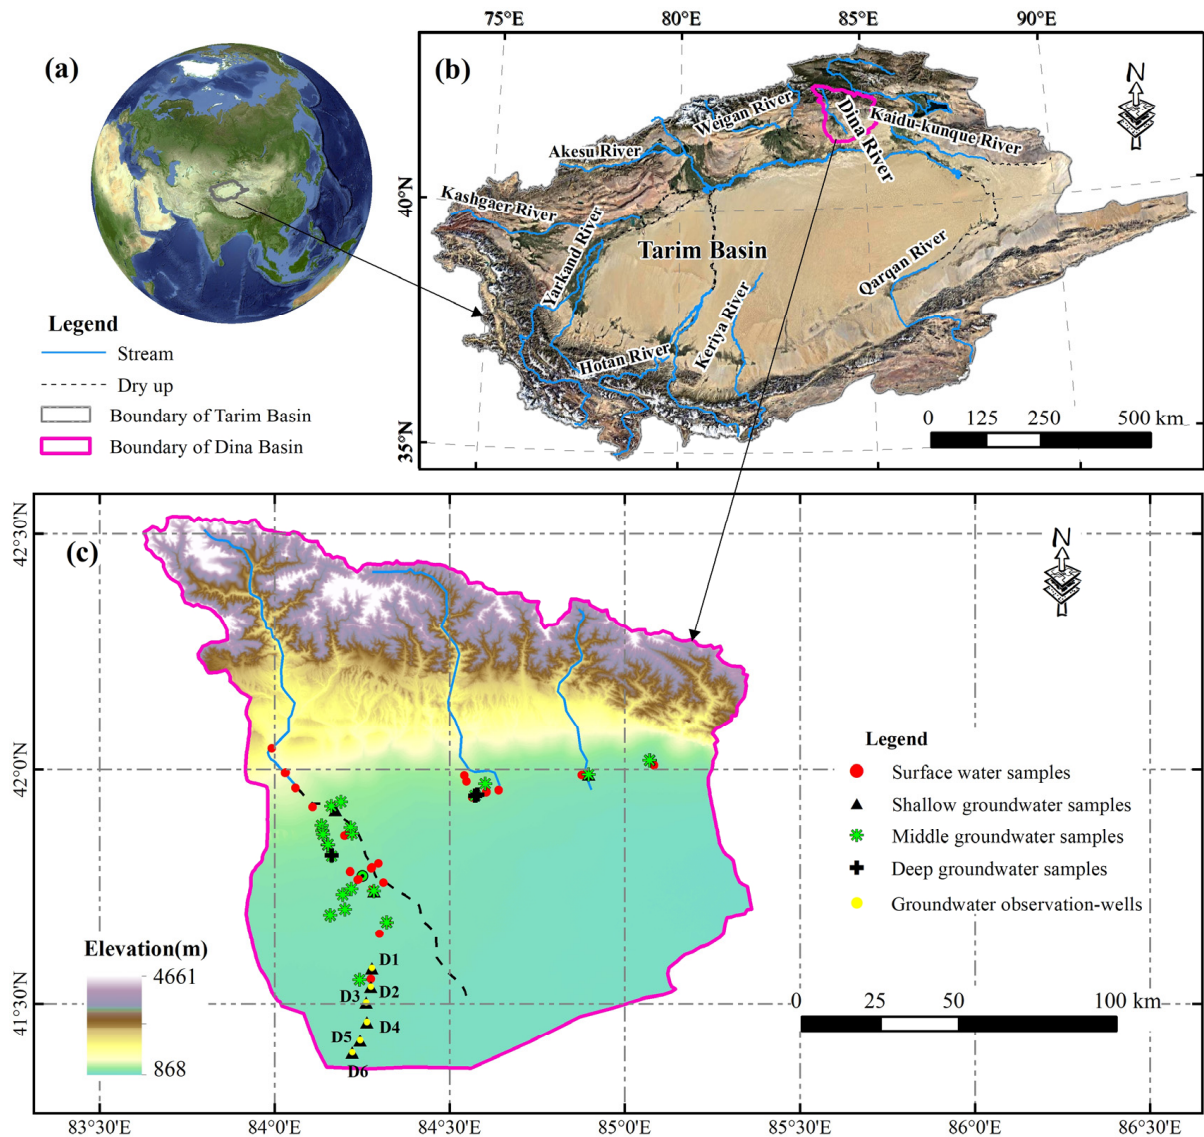 (a)
Legend
Stream
Dry up
Boundary of Tarim Basin
Boundary of Dina Basin
75°E
80°E
85°E
90°E
(b)
N
40°N
35°N
Weigan River
Dina River
Kaidu-kunque River
Akesu River
Kashgaer River
Yarkand River
Tarim Basin
Qarqan River
Hotan River
Keriya River
0 125 250 500 km
(c)
N
42°30'N
42°0'N
41°30'N
Legend
Surface water samples
Shallow groundwater samples
Middle groundwater samples
Deep groundwater samples
Groundwater observation-wells
Elevation(m)
4661
868
D1
D2
D3
D4
D5
D6
0 25 50 100 km
83°30'E
84°0'E
84°30'E
85°0'E
85°30'E
86°0'E
86°30'E